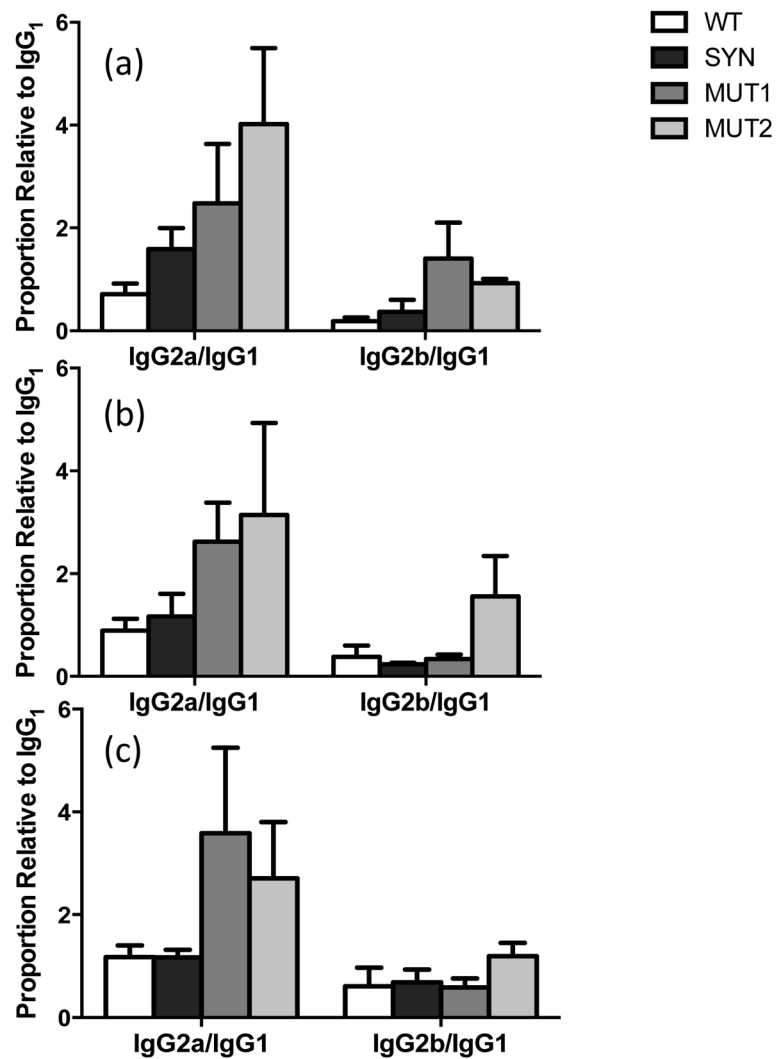 WT
SYN
MUT1
MUT2
(a)
Proportion Relative to IgG₁
6
4
2
0
IgG2a/IgG1 IgG2b/IgG1
(b)
Proportion Relative to IgG₁
6
4
2
0
IgG2a/IgG1 IgG2b/IgG1
(c)
Proportion Relative to IgG₁
6
4
2
0
IgG2a/IgG1 IgG2b/IgG1